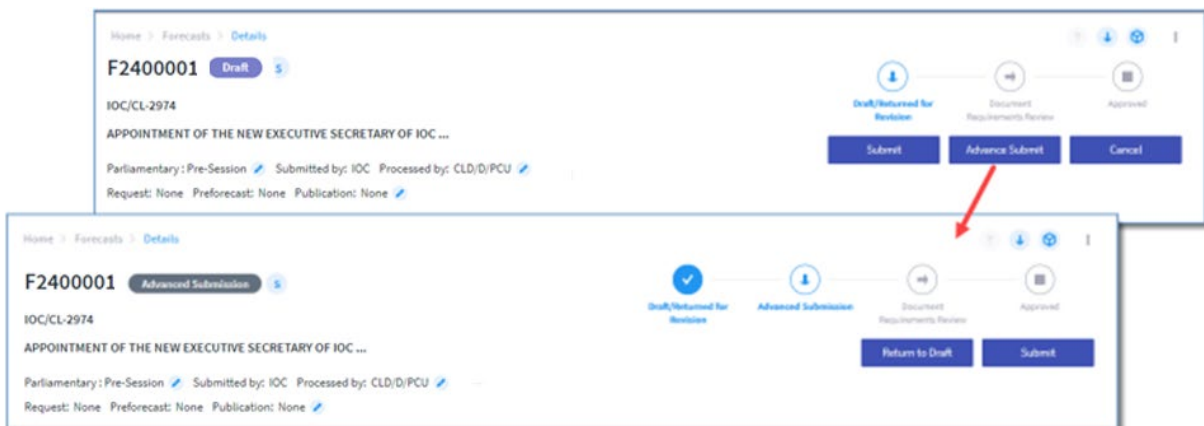 Home > Forecasts > Details
F2400001 Draft S
IOC/CL-2974
APPOINTMENT OF THE NEW EXECUTIVE SECRETARY OF IOC ...
Parliamentary: Pre-Session Submitted by: IOC Processed by: CLD/D/PCU
Request: None Preforecast: None Publication: None
Draft/Returned for
Revision
Document
Requirements Review
Approved
Submit Advance Submit Cancel
Home > Forecasts > Details
F2400001 Advanced Submission S
IOC/CL-2974
APPOINTMENT OF THE NEW EXECUTIVE SECRETARY OF IOC ...
Parliamentary: Pre-Session Submitted by: IOC Processed by: CLD/D/PCU
Request: None Preforecast: None Publication: None
Draft/Returned for
Revision
Advanced Submission
Document
Requirements Review
Approved
Return to Draft Submit